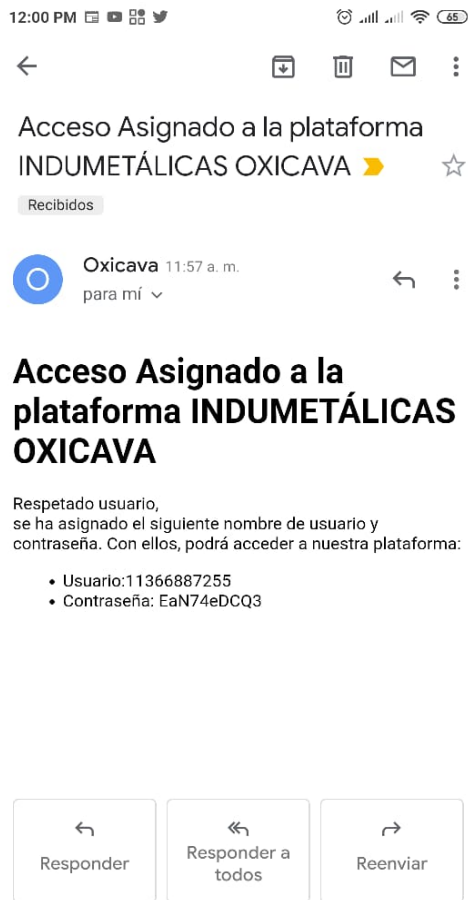 12:00 PM
65
Acceso Asignado a la plataforma
INDUMETÁLICAS OXICAVA
Recibidos
O
Oxicava 11:57 a. m.
para mí
Acceso Asignado a la
plataforma INDUMETÁLICAS
OXICAVA
Respetado usuario,
se ha asignado el siguiente nombre de usuario y
contraseña. Con ellos, podrá acceder a nuestra plataforma:
• Usuario:11366887255
• Contraseña: EaN74eDCQ3
Responder
Responder a
todos
Reenviar